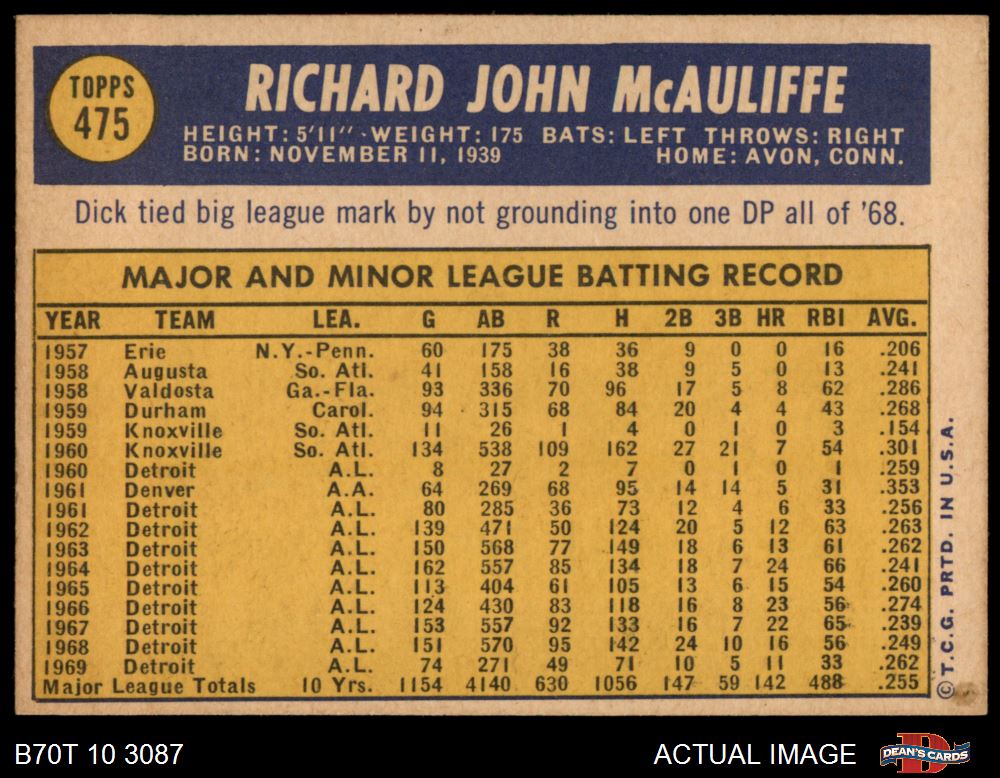 TOPPS
475
RICHARD JOHN McAULIFFE
HEIGHT: 5'11" · WEIGHT: 175 BATS: LEFT THROWS: RIGHT
BORN: NOVEMBER 11, 1939 HOME: AVON, CONN.
Dick tied big league mark by not grounding into one DP all of '68.
MAJOR AND MINOR LEAGUE BATTING RECORD
YEAR TEAM LEA. G AB R H 2B 3B HR RBI AVG.
1957 Erie N.Y.-Penn. 60 175 38 36 9 0 0 16 .206
1958 Augusta So. Atl. 41 158 16 38 9 5 0 13 .241
1958 Valdosta Ga.-Fla. 93 336 70 96 17 5 8 62 .286
1959 Durham Carol. 94 315 68 84 20 4 4 43 .268
1959 Knoxville So. Atl. 11 26 1 4 0 1 0 3 .154
1960 Knoxville So. Atl. 134 538 109 162 27 21 7 54 .301
1960 Detroit A.L. 8 27 2 7 0 1 0 1 .259
1961 Denver A.A. 64 269 68 95 14 14 5 31 .353
1961 Detroit A.L. 80 285 36 73 12 4 6 33 .256
1962 Detroit A.L. 139 471 50 124 20 5 12 63 .263
1963 Detroit A.L. 150 568 77 149 18 6 13 61 .262
1964 Detroit A.L. 162 557 85 134 18 7 24 66 .241
1965 Detroit A.L. 113 404 61 105 13 6 15 54 .260
1966 Detroit A.L. 124 430 83 118 16 8 23 56 .274
1967 Detroit A.L. 153 557 92 133 16 7 22 65 .239
1968 Detroit A.L. 151 570 95 142 24 10 16 56 .249
1969 Detroit A.L. 74 271 49 71 10 5 11 33 .262
Major League Totals 10 Yrs. 1154 4140 630 1056 147 59 142 488 .255
©T.C.G. PRTD. IN U.S.A.
B70T 10 3087 ACTUAL IMAGE
D
DEAN'S CARDS